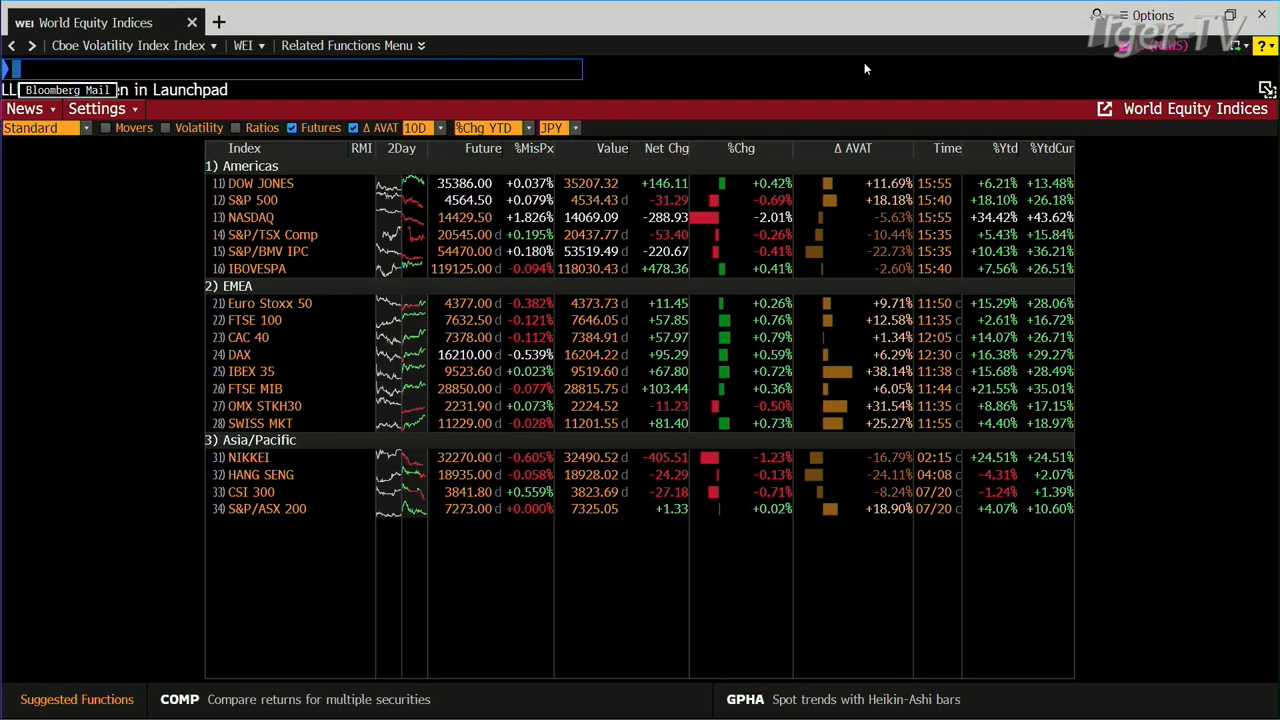 WEI World Equity Indices × +
Options
< > Cboe Volatility Index Index WEI Related Functions Menu
Tiger-TV
(NEWS) ?
LL Bloomberg Mail en in Launchpad
News Settings World Equity Indices
Standard Movers Volatility Ratios Futures Δ AVAT 10D %Chg YTD JPY
Index RMI 2Day Future %MisPx Value Net Chg %Chg Δ AVAT Time %Ytd %YtdCur
1) Americas
11) DOW JONES 35386.00 +0.037% 35207.32 +146.11 +0.42% +11.69% 15:55 +6.21% +13.48%
12) S&P 500 4564.50 +0.079% 4534.43 d -31.29 -0.69% +18.18% 15:40 +18.10% +26.18%
13) NASDAQ 14429.50 +1.826% 14069.09 -288.93 -2.01% -5.63% 15:55 +34.42% +43.62%
14) S&P/TSX Comp 20545.00 d +0.195% 20437.77 d -53.40 -0.26% -10.44% 15:35 +5.43% +15.84%
15) S&P/BMV IPC 54470.00 d +0.180% 53519.49 d -220.67 -0.41% -22.73% 15:35 +10.43% +36.21%
16) IBOVESPA 119125.00 d -0.094% 118030.43 d +478.36 +0.41% -2.60% 15:40 +7.56% +26.51%
2) EMEA
21) Euro Stoxx 50 4377.00 d -0.382% 4373.73 d +11.45 +0.26% +9.71% 11:50 c +15.29% +28.06%
22) FTSE 100 7632.50 d -0.121% 7646.05 d +57.85 +0.76% +12.58% 11:35 c +2.61% +16.72%
23) CAC 40 7378.00 d -0.112% 7384.91 d +57.97 +0.79% +1.34% 12:05 c +14.07% +26.71%
24) DAX 16210.00 d -0.539% 16204.22 d +95.29 +0.59% +6.29% 12:30 c +16.38% +29.27%
25) IBEX 35 9523.60 d +0.023% 9519.60 d +67.80 +0.72% +38.14% 11:38 c +15.68% +28.49%
26) FTSE MIB 28850.00 d -0.077% 28815.75 d +103.44 +0.36% +6.05% 11:44 c +21.55% +35.01%
27) OMX STKH30 2231.90 d +0.073% 2224.52 -11.23 -0.50% +31.54% 11:35 c +8.86% +17.15%
28) SWISS MKT 11229.00 d -0.028% 11201.55 d +81.40 +0.73% +25.27% 11:55 c +4.40% +18.97%
3) Asia/Pacific
31) NIKKEI 32270.00 d -0.605% 32490.52 d -405.51 -1.23% -16.79% 02:15 c +24.51% +24.51%
32) HANG SENG 18935.00 d -0.058% 18928.02 d -24.29 -0.13% -24.11% 04:08 c -4.31% +2.07%
33) CSI 300 3841.80 d +0.559% 3823.69 d -27.18 -0.71% -8.24% 07/20 c -1.24% +1.39%
34) S&P/ASX 200 7273.00 d +0.000% 7325.05 +1.33 +0.02% +18.90% 07/20 c +4.07% +10.60%
Suggested Functions COMP Compare returns for multiple securities GPHA Spot trends with Heikin-Ashi bars